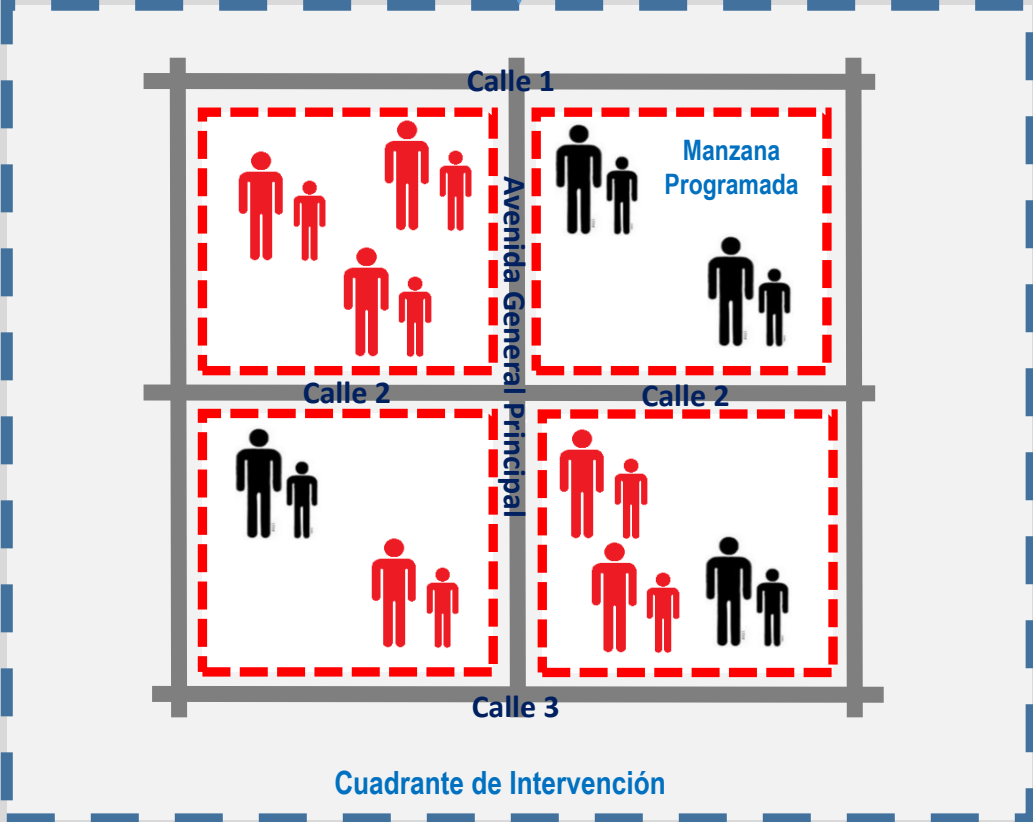 Calle 1
Manzana
Programada
Avenida General Principal
Calle 2
Calle 2
Calle 3
Cuadrante de Intervención